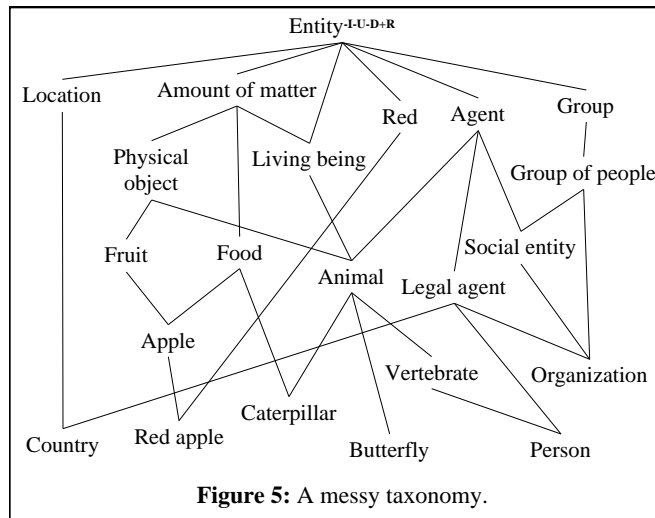 Entity-I-U-D+R
Location
Amount of matter
Red
Agent
Group
Physical
object
Living being
Group of people
Fruit
Food
Animal
Social entity
Legal agent
Apple
Vertebrate
Organization
Caterpillar
Country
Red apple
Butterfly
Person
Figure 5: A messy taxonomy.